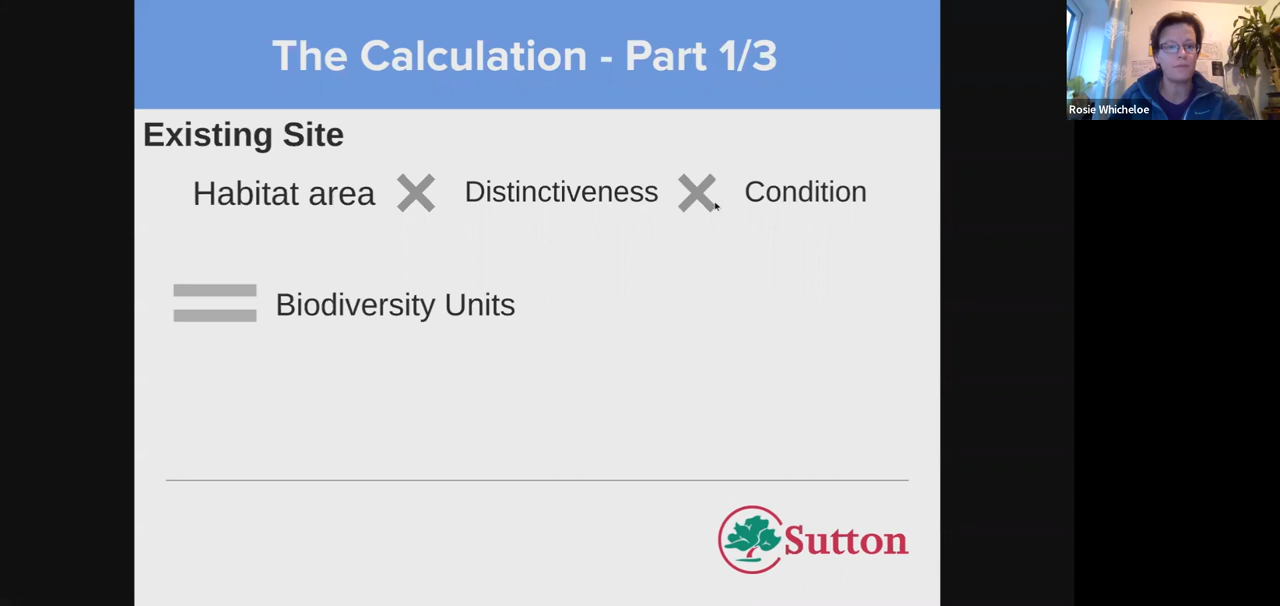 The Calculation - Part 1/3
Existing Site
Habitat area × Distinctiveness × Condition
= Biodiversity Units
Sutton
Rosie Whicheloe